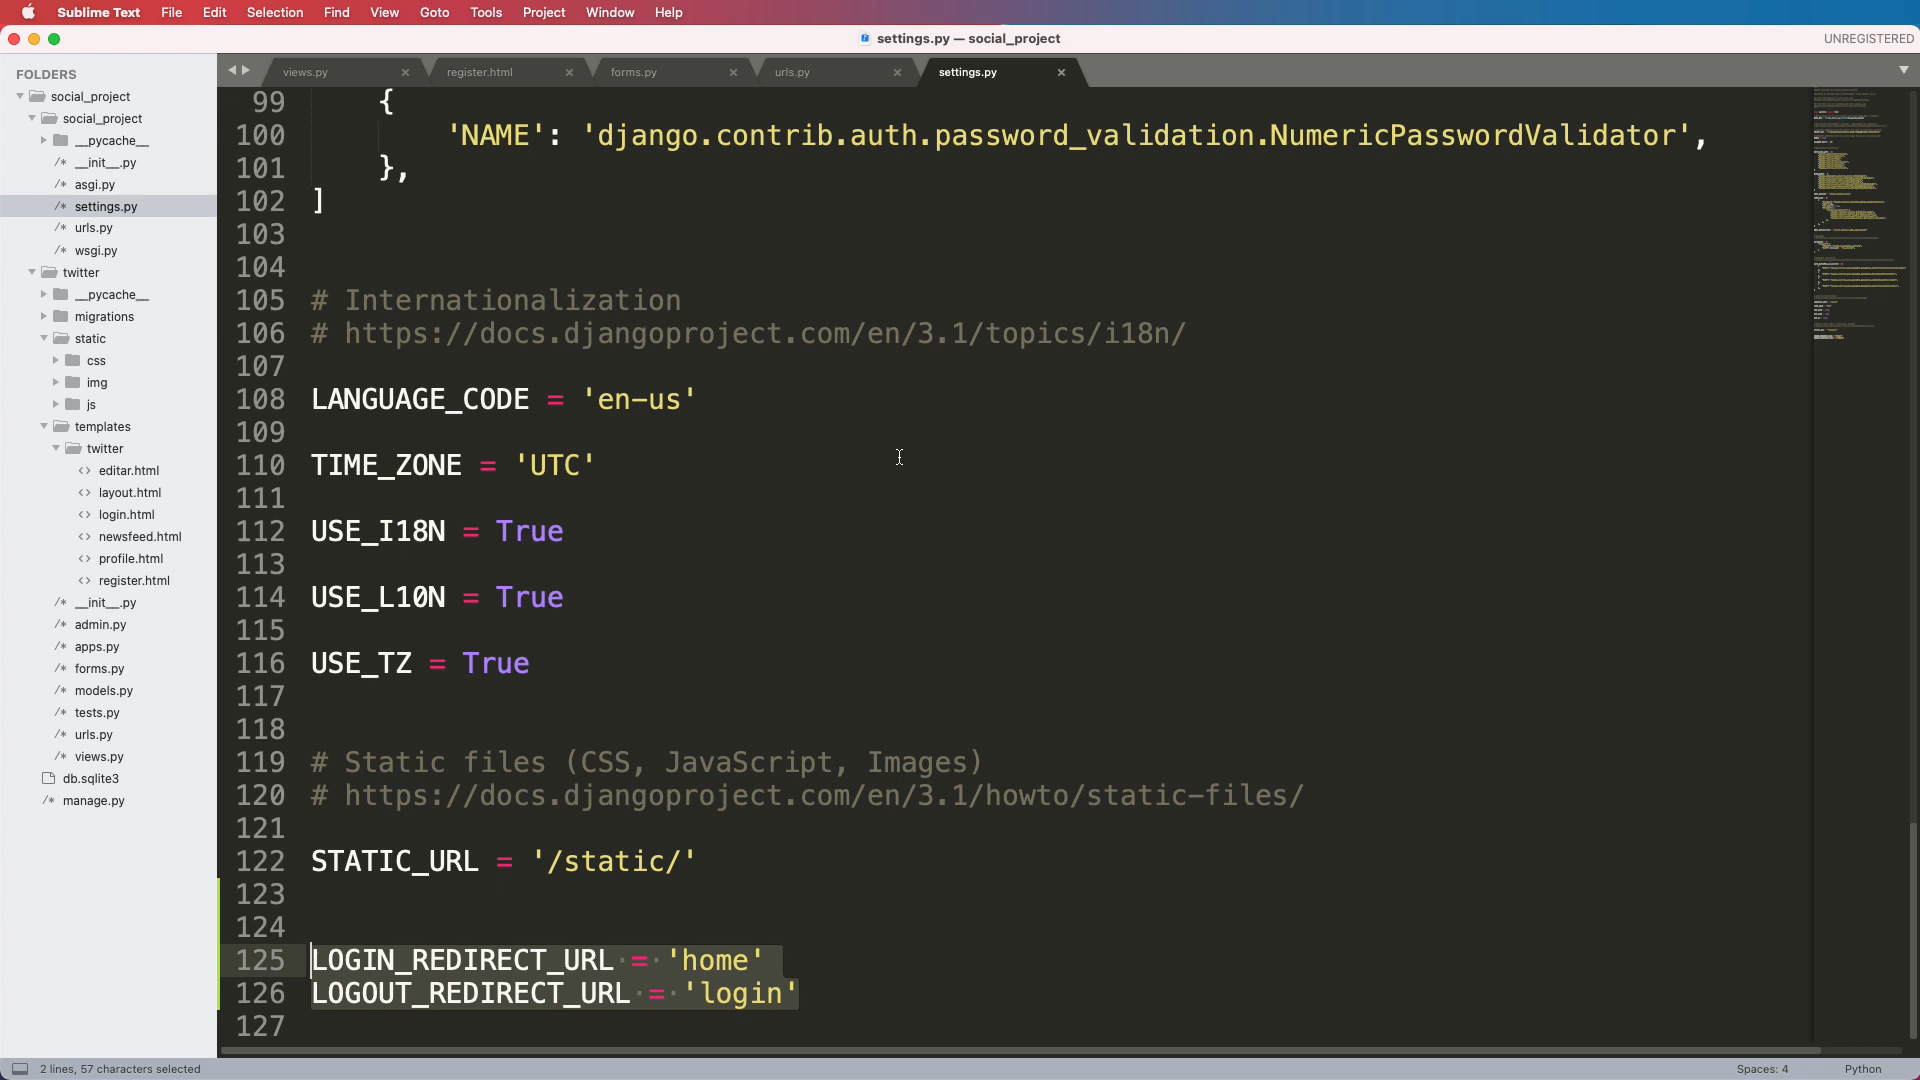 Sublime Text File Edit Selection Find View Goto Tools Project Window Help
settings.py — social_project
UNREGISTERED
FOLDERS
social_project
social_project
__pycache__
/* __init__.py
/* asgi.py
/* settings.py
/* urls.py
/* wsgi.py
twitter
__pycache__
migrations
static
css
img
js
templates
twitter
<> editar.html
<> layout.html
<> login.html
<> newsfeed.html
<> profile.html
<> register.html
/* __init__.py
/* admin.py
/* apps.py
/* forms.py
/* models.py
/* tests.py
/* urls.py
/* views.py
db.sqlite3
/* manage.py
views.py register.html forms.py urls.py settings.py
99 {
100 'NAME': 'django.contrib.auth.password_validation.NumericPasswordValidator',
101 },
102 ]
103
104
105 # Internationalization
106 # https://docs.djangoproject.com/en/3.1/topics/i18n/
107
108 LANGUAGE_CODE = 'en-us'
109
110 TIME_ZONE = 'UTC'
111
112 USE_I18N = True
113
114 USE_L10N = True
115
116 USE_TZ = True
117
118
119 # Static files (CSS, JavaScript, Images)
120 # https://docs.djangoproject.com/en/3.1/howto/static-files/
121
122 STATIC_URL = '/static/'
123
124
125 LOGIN_REDIRECT_URL = 'home'
126 LOGOUT_REDIRECT_URL = 'login'
127
2 lines, 57 characters selected
Spaces: 4
Python